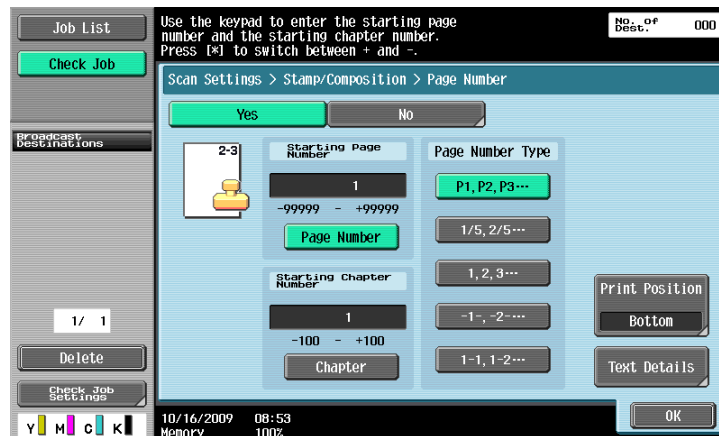 Job List
Check Job
Use the keypad to enter the starting page
number and the starting chapter number.
Press [*] to switch between + and -.
No. of
Dest.
000
Scan Settings > Stamp/Composition > Page Number
Yes
No
Broadcast
Destinations
2-3
Starting Page
Number
1
-99999 - +99999
Page Number
Starting Chapter
Number
1
-100 - +100
Chapter
Page Number Type
P1,P2,P3…
1/5,2/5…
1,2,3…
-1-,-2-…
1-1,1-2…
Print Position
Bottom
Text Details
1/ 1
Delete
Check Job
Settings
Y M C K
10/16/2009 08:53
Memory 100%
OK